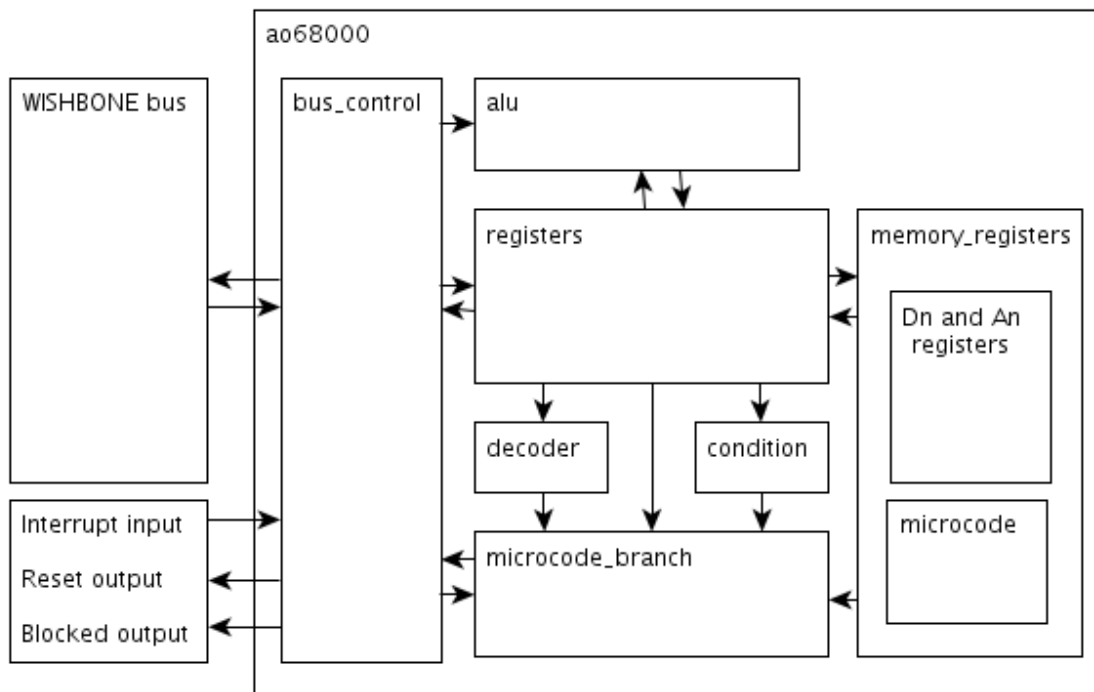 ao68000
WISHBONE bus
bus_control
alu
registers
memory_registers
Dn and An
registers
decoder
condition
microcode
Interrupt input
microcode_branch
Reset output
Blocked output